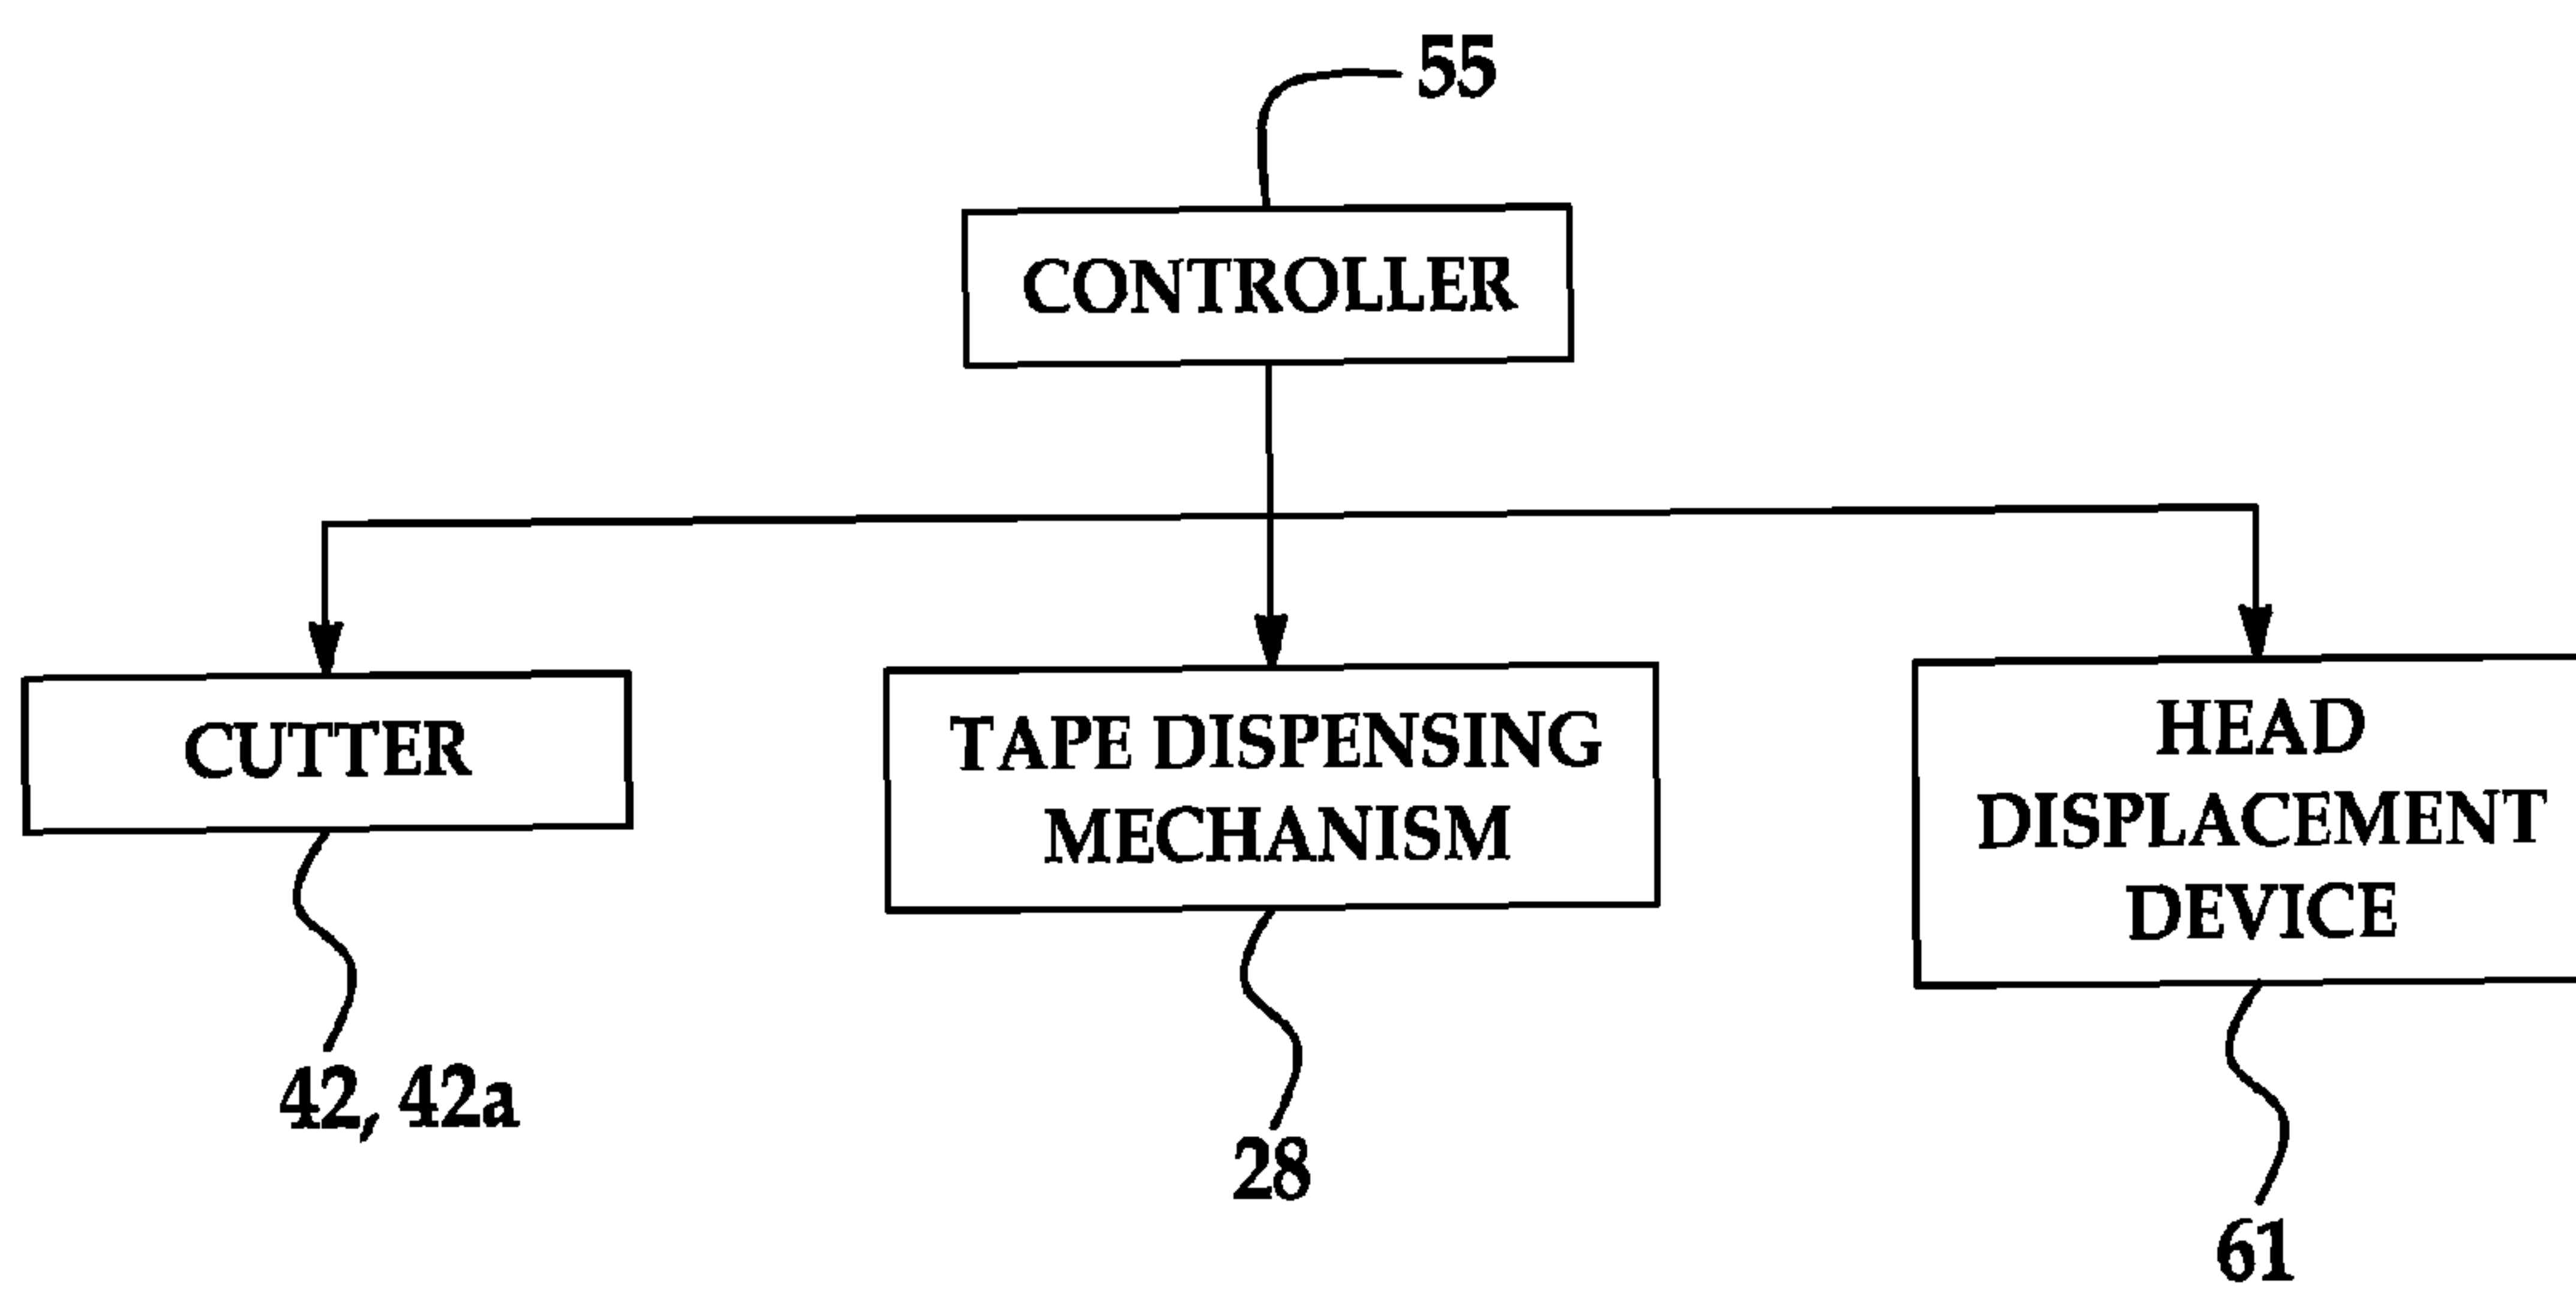 55
CONTROLLER
CUTTER
TAPE DISPENSING
MECHANISM
HEAD
DISPLACEMENT
DEVICE
42, 42a
28
61